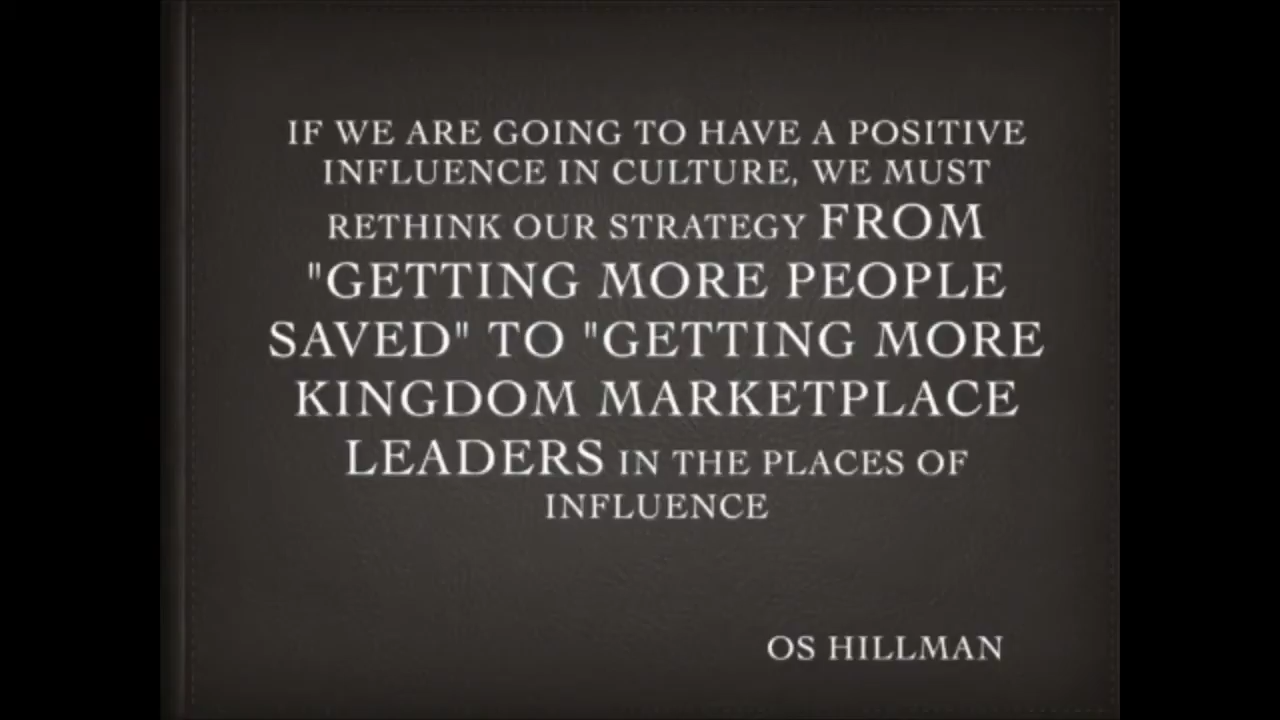 IF WE ARE GOING TO HAVE A POSITIVE
INFLUENCE IN CULTURE, WE MUST
RETHINK OUR STRATEGY FROM
"GETTING MORE PEOPLE
SAVED" TO "GETTING MORE
KINGDOM MARKETPLACE
LEADERS IN THE PLACES OF
INFLUENCE
OS HILLMAN